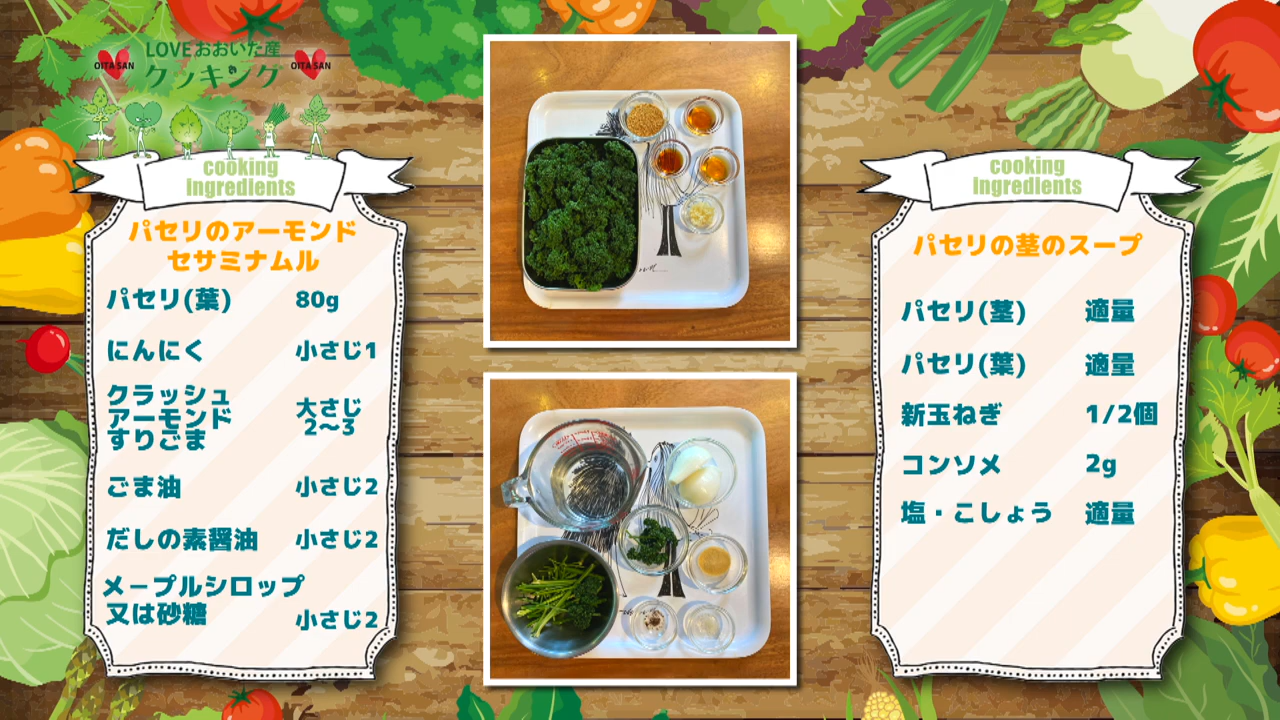 LOVEおおいた産
クッキング
OITA SAN
OITA SAN
cooking
ingredients
パセリのアーモンド
セサミナムル
パセリ(葉) 80g
にんにく 小さじ1
クラッシュ
アーモンド
すりごま
大さじ
2〜3
ごま油 小さじ2
だしの素醤油 小さじ2
メープルシロップ
又は砂糖 小さじ2
cooking
ingredients
パセリの茎のスープ
パセリ(茎) 適量
パセリ(葉) 適量
新玉ねぎ 1/2個
コンソメ 2g
塩・こしょう 適量